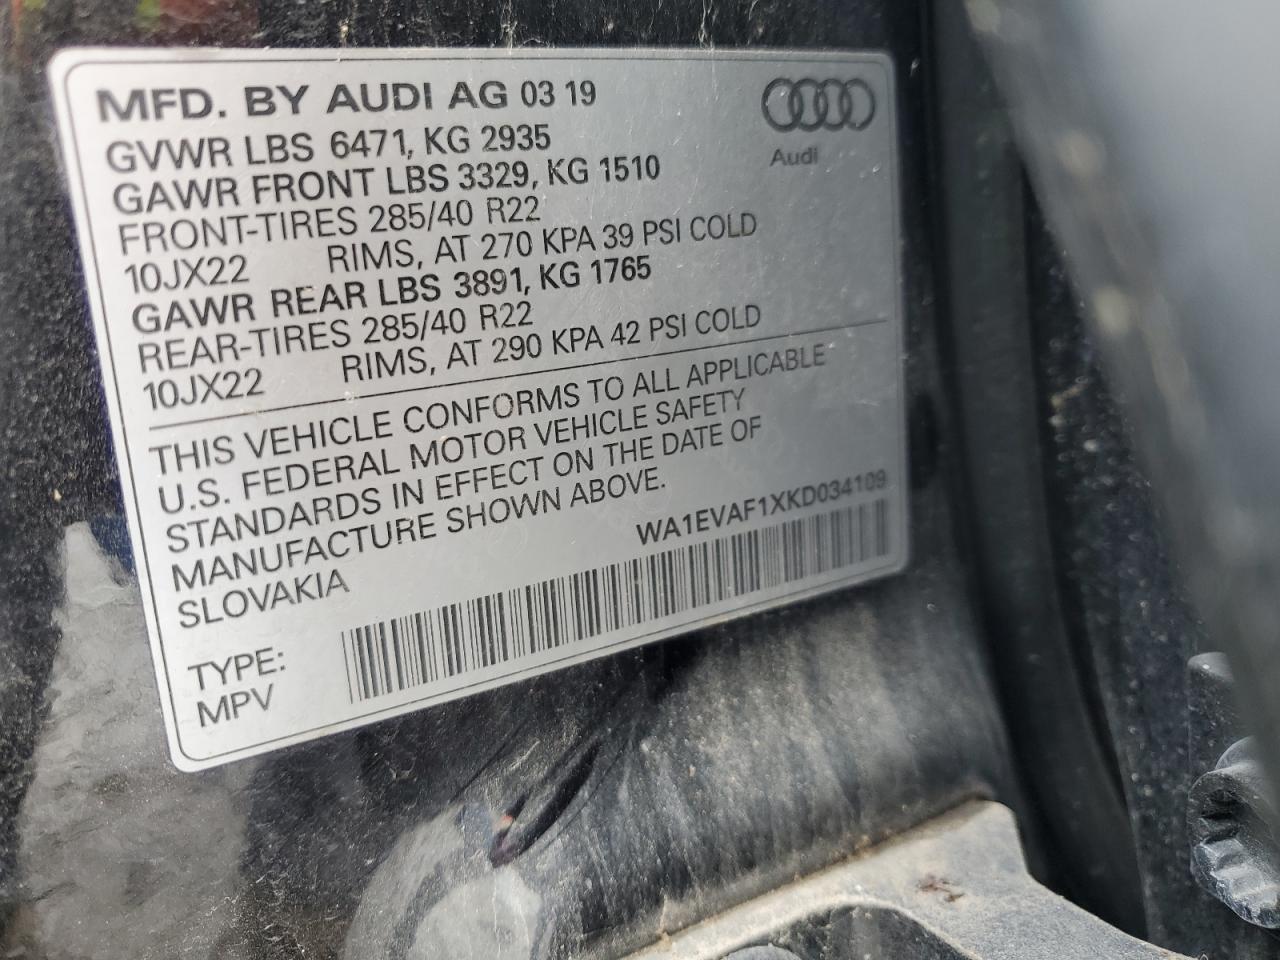 MFD. BY AUDI AG 03 19
Audi
GVWR LBS 6471, KG 2935
GAWR FRONT LBS 3329, KG 1510
FRONT-TIRES 285/40 R22
10JX22 RIMS, AT 270 KPA 39 PSI COLD
GAWR REAR LBS 3891, KG 1765
REAR-TIRES 285/40 R22
10JX22 RIMS, AT 290 KPA 42 PSI COLD
THIS VEHICLE CONFORMS TO ALL APPLICABLE
U.S. FEDERAL MOTOR VEHICLE SAFETY
STANDARDS IN EFFECT ON THE DATE OF
MANUFACTURE SHOWN ABOVE.
SLOVAKIA
WA1EVAF1XKD034109
TYPE:
MPV